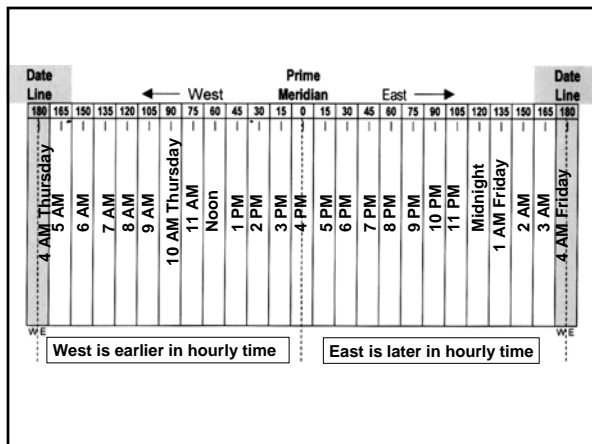 Date Prime Date
Line West Meridian East Line
180 165 150 135 120 105 90 75 60 45 30 15 0 15 30 45 60 75 90 105 120 135 150 165 180
4 AM Thursday
5 AM
6 AM
7 AM
8 AM
9 AM
10 AM Thursday
11 AM
Noon
1 PM
2 PM
3 PM
4 PM
5 PM
6 PM
7 PM
8 PM
9 PM
10 PM
11 PM
Midnight
1 AM Friday
2 AM
3 AM
4 AM Friday
W E W E
West is earlier in hourly time East is later in hourly time